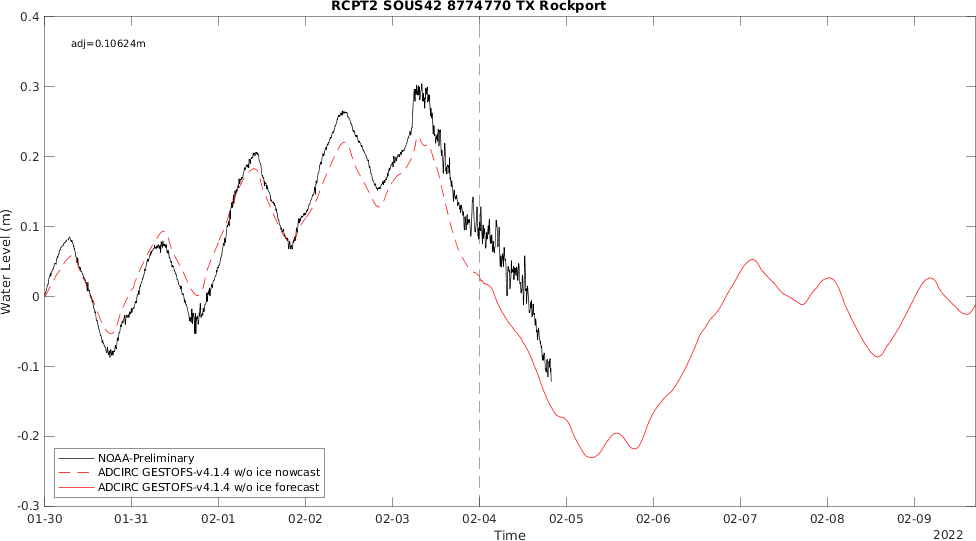 RCPT2 SOUS42 8774770 TX Rockport
adj=0.10624m
0.4
0.3
0.2
0.1
0
-0.1
-0.2
-0.3
Water Level (m)
NOAA-Preliminary
ADCIRC GESTOFS-v4.1.4 w/o ice nowcast
ADCIRC GESTOFS-v4.1.4 w/o ice forecast
01-30 01-31 02-01 02-02 02-03 02-04 02-05 02-06 02-07 02-08 02-09
Time
2022